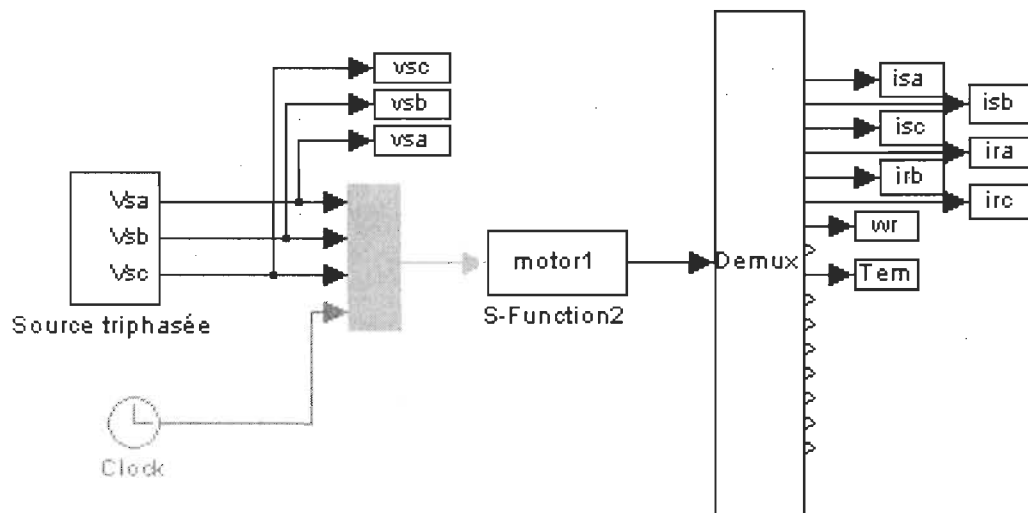 vsc
vsb
vsa
Vsa
Vsb
Vsc
Source triphasée
Clock
motor1
S-Function2
Demux
isa
isb
isc
ira
irb
irc
wr
Tem